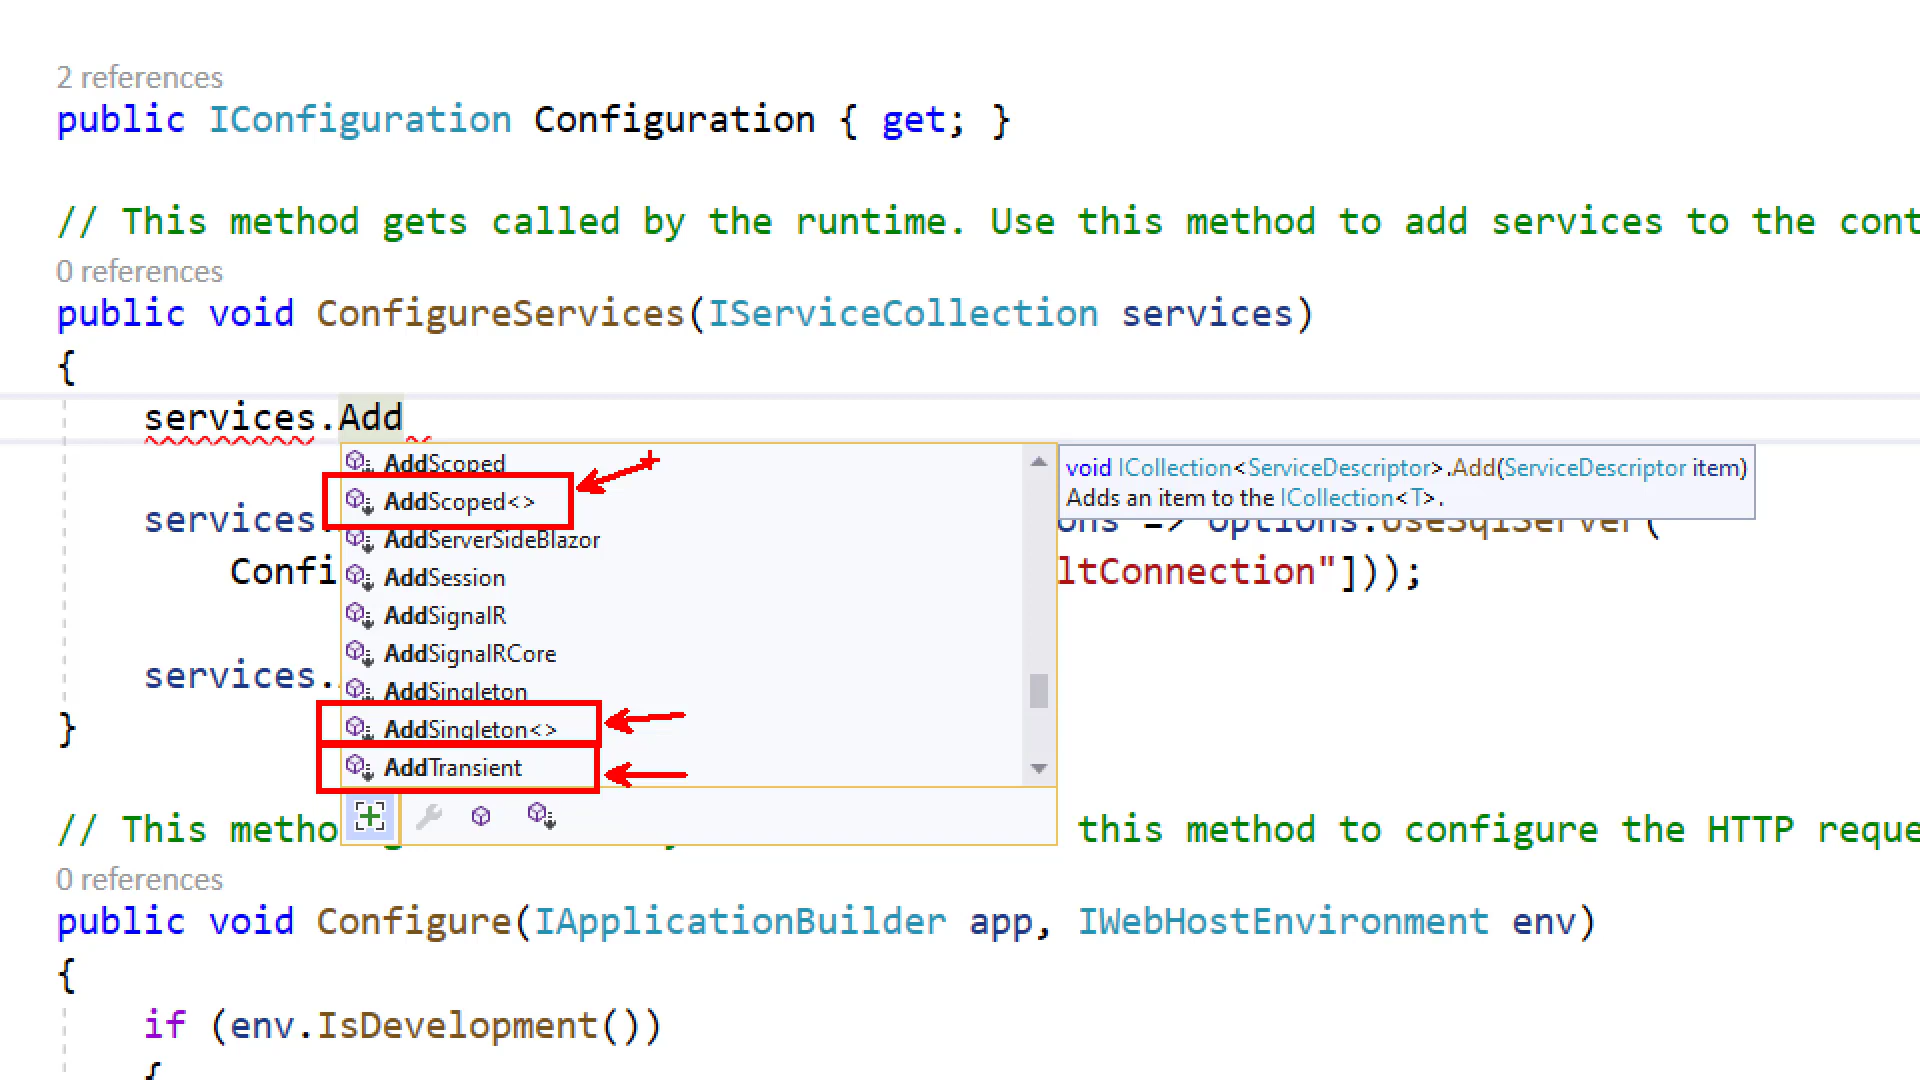 2 references
public IConfiguration Configuration { get; }
// This method gets called by the runtime. Use this method to add services to the cont
0 references
public void ConfigureServices(IServiceCollection services)
{
services.Add
AddScoped
void ICollection<ServiceDescriptor>.Add(ServiceDescriptor item)
AddScoped<>
Adds an item to the ICollection<T>.
services. => options.UseSqlServer(
AddServerSideBlazor
Confi ltConnection"]));
AddSession
AddSignalR
AddSignalRCore
services.
AddSingleton
AddSingleton<>
}
AddTransient
// This metho this method to configure the HTTP reque
0 references
public void Configure(IApplicationBuilder app, IWebHostEnvironment env)
{
if (env.IsDevelopment())
{